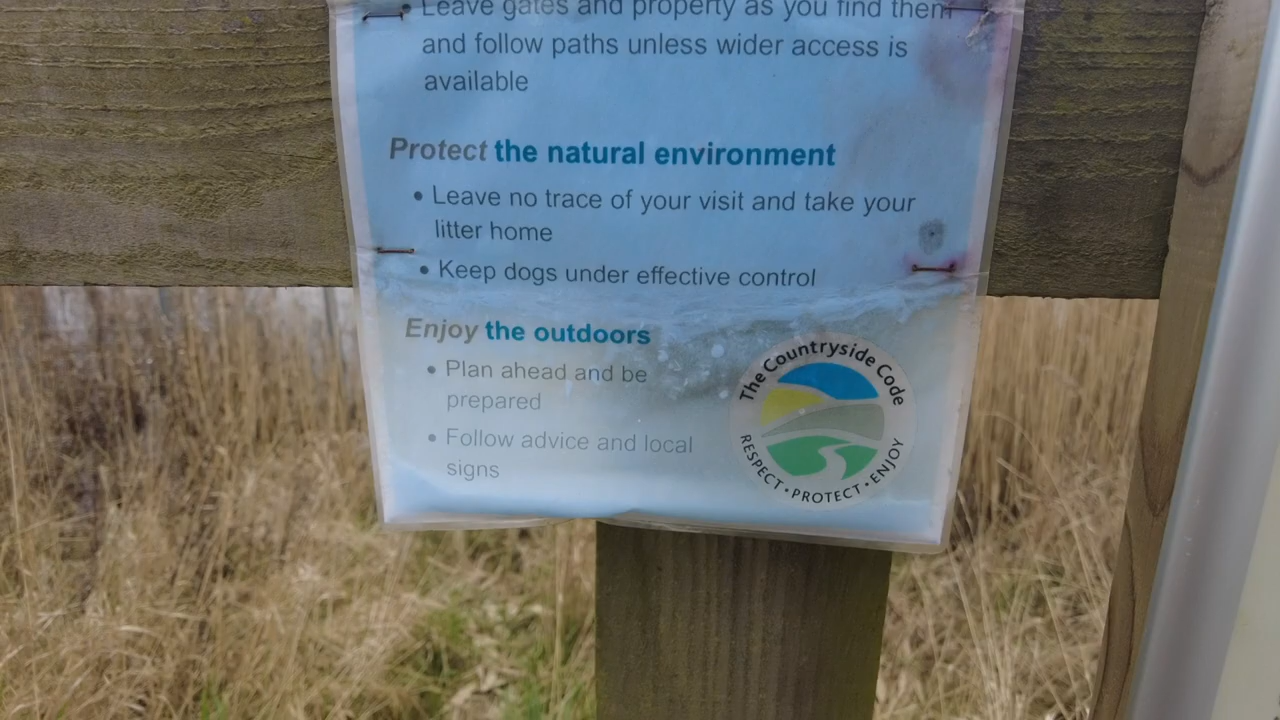 • Leave gates and property as you find them
and follow paths unless wider access is
available
Protect the natural environment
• Leave no trace of your visit and take your
litter home
• Keep dogs under effective control
Enjoy the outdoors
• Plan ahead and be
prepared
• Follow advice and local
signs
The Countryside Code
RESPECT • PROTECT • ENJOY